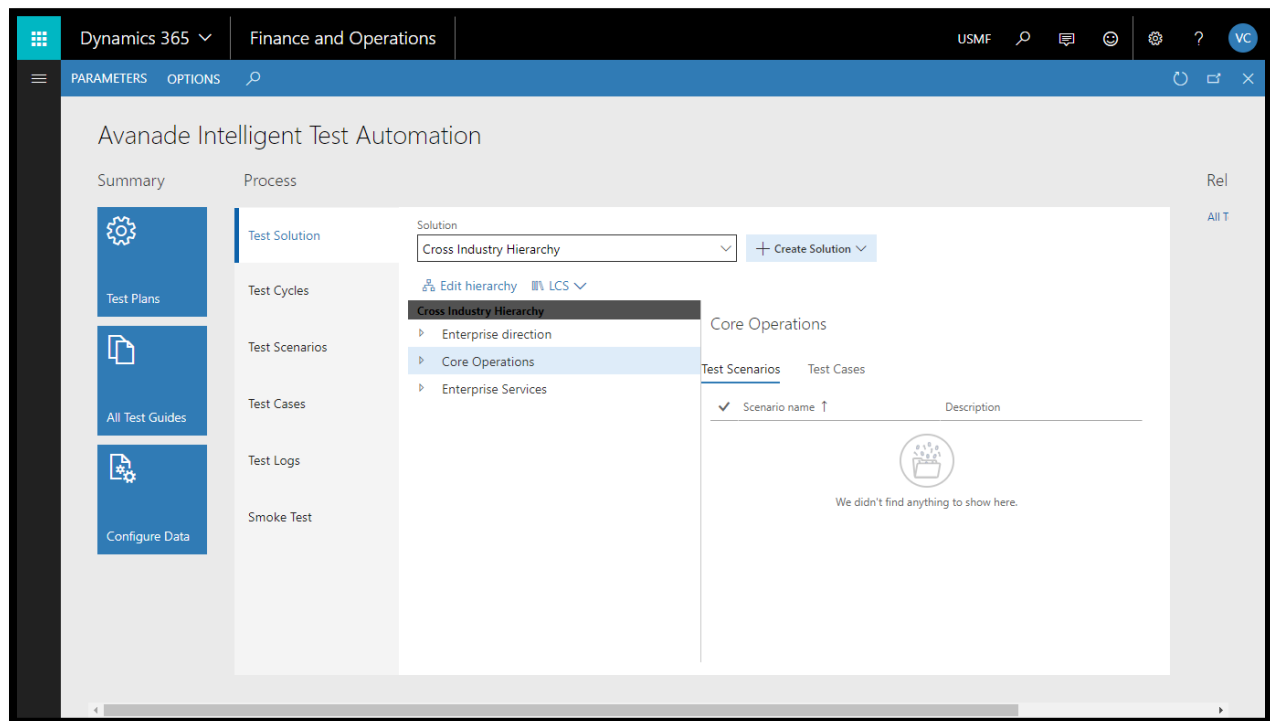 Dynamics 365
Finance and Operations
USMF
?
VC
PARAMETERS OPTIONS
Avanade Intelligent Test Automation
Summary
Test Plans
All Test Guides
Configure Data
Process
Test Solution
Test Cycles
Test Scenarios
Test Cases
Test Logs
Smoke Test
Solution
Cross Industry Hierarchy
Create Solution
Edit hierarchy
LCS
Cross Industry Hierarchy
Enterprise direction
Core Operations
Enterprise Services
Core Operations
Test Scenarios Test Cases
Scenario name ↑ Description
We didn't find anything to show here.
Rel
All T